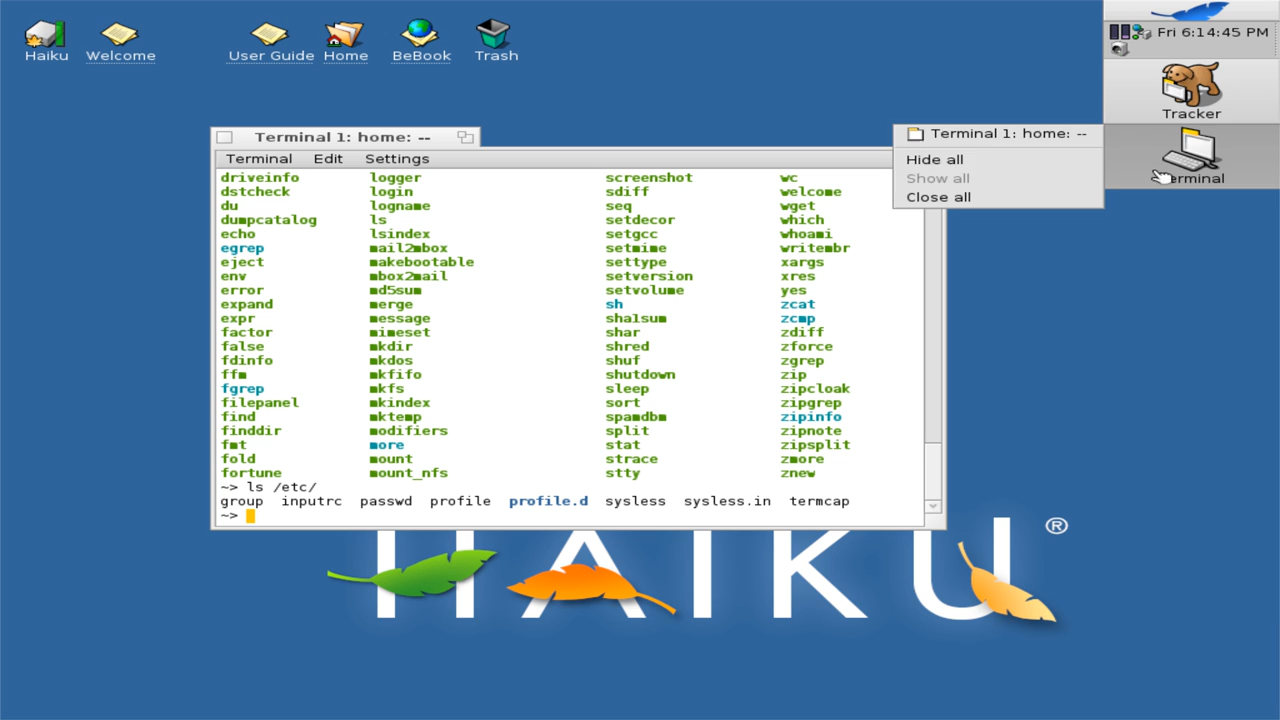 Haiku Welcome User Guide Home BeBook Trash
Fri 6:14:45 PM
Tracker
Terminal
Terminal 1: home: --
Hide all
Show all
Close all
Terminal 1: home: --
Terminal Edit Settings
driveinfo logger screenshot wc
dstcheck login sdiff welcome
du logname seq wget
dumpcatalog ls setdecor which
echo lsindex setgcc whoami
egrep mail2mbox setmime writembr
eject makebootable settype xargs
env mbox2mail setversion xres
error md5sum setvolume yes
expand merge sh zcat
expr message sha1sum zcmp
factor mimeset shar zdiff
false mkdir shred zforce
fdinfo mkdos shuf zgrep
ffm mkfifo shutdown zip
fgrep mkfs sleep zipcloak
filepanel mkindex sort zipgrep
find mktemp spamdbm zipinfo
finddir modifiers split zipnote
fmt more stat zipsplit
fold mount strace zmore
fortune mount_nfs stty znew
~> ls /etc/
group inputrc passwd profile profile.d sysless sysless.in termcap
~>
HAIKU ®